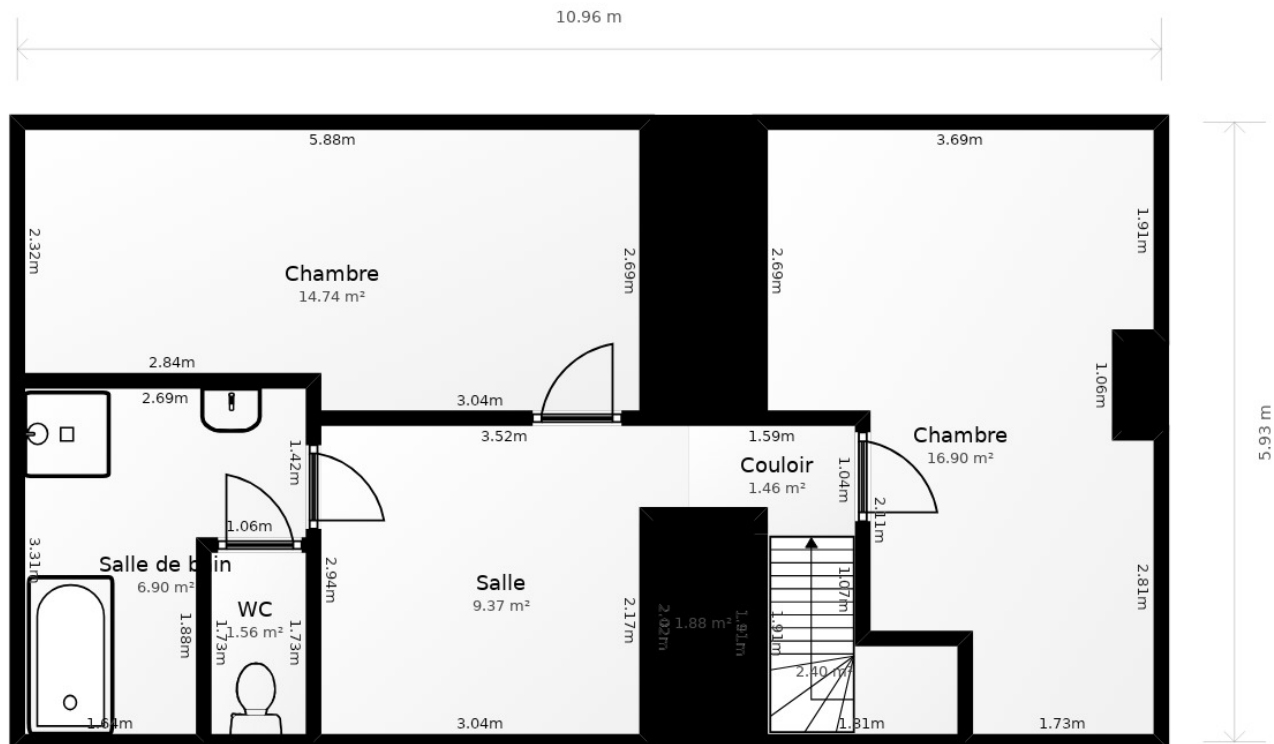 10.96 m
5.88m
3.69m
2.32m
2.69m
2.69m
1.91m
Chambre
14.74 m²
2.84m
2.69m
3.04m
1.06m
5.93 m
3.52m
1.59m
Chambre
16.90 m²
1.42m
Couloir
1.46 m²
1.04m
2.11m
1.06m
3.31m
Salle de bain
6.90 m²
2.94m
Salle
9.37 m²
1.07m
2.81m
WC
1.56 m²
1.88m
1.73m
1.73m
2.17m
2.02m
1.88 m²
1.91m
1.91m
2.40 m²
1.64m
3.04m
1.31m
1.73m